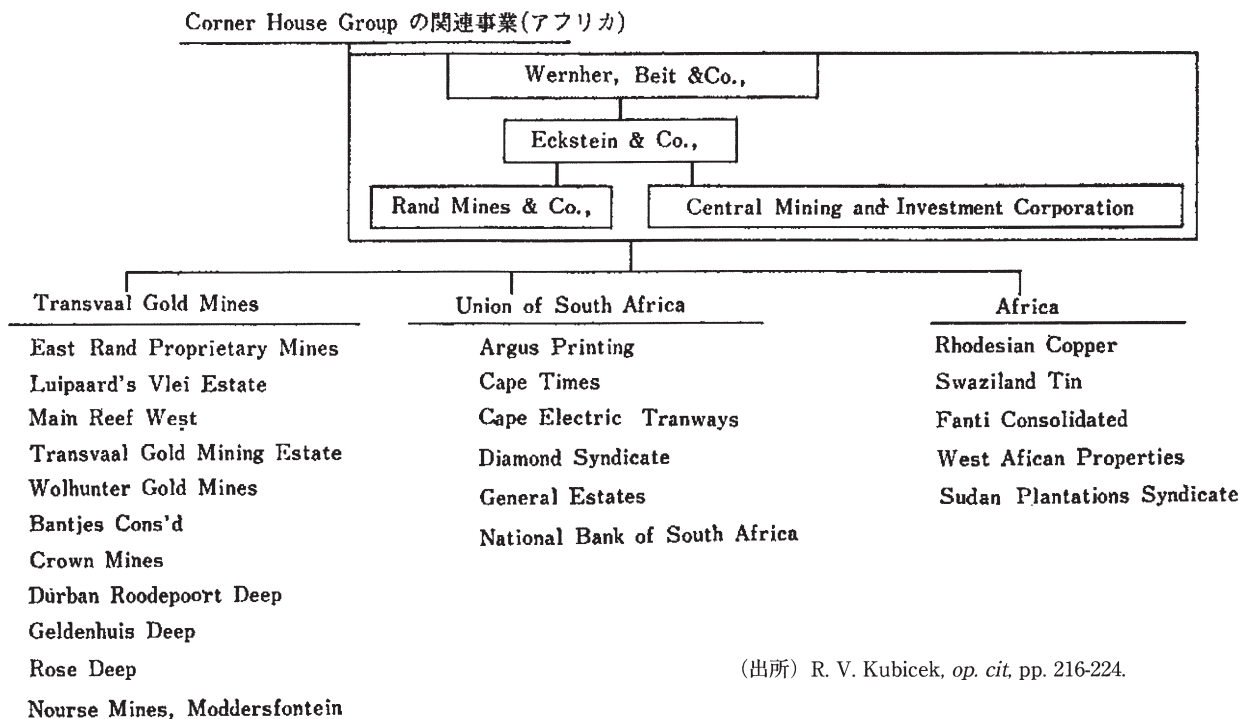 Corner House Group の関連事業(アフリカ)
Wernher, Beit &Co.,
Eckstein & Co.,
Rand Mines & Co.,
Central Mining and Investment Corporation
Transvaal Gold Mines
East Rand Proprietary Mines
Luipaard's Vlei Estate
Main Reef West
Transvaal Gold Mining Estate
Wolhunter Gold Mines
Bantjes Cons'd
Crown Mines
Durban Roodepoort Deep
Geldenhuis Deep
Rose Deep
Nourse Mines, Moddersfontein
Union of South Africa
Argus Printing
Cape Times
Cape Electric Tranways
Diamond Syndicate
General Estates
National Bank of South Africa
Africa
Rhodesian Copper
Swaziland Tin
Fanti Consolidated
West Afican Properties
Sudan Plantations Syndicate
(出所) R. V. Kubicek, op. cit, pp. 216-224.